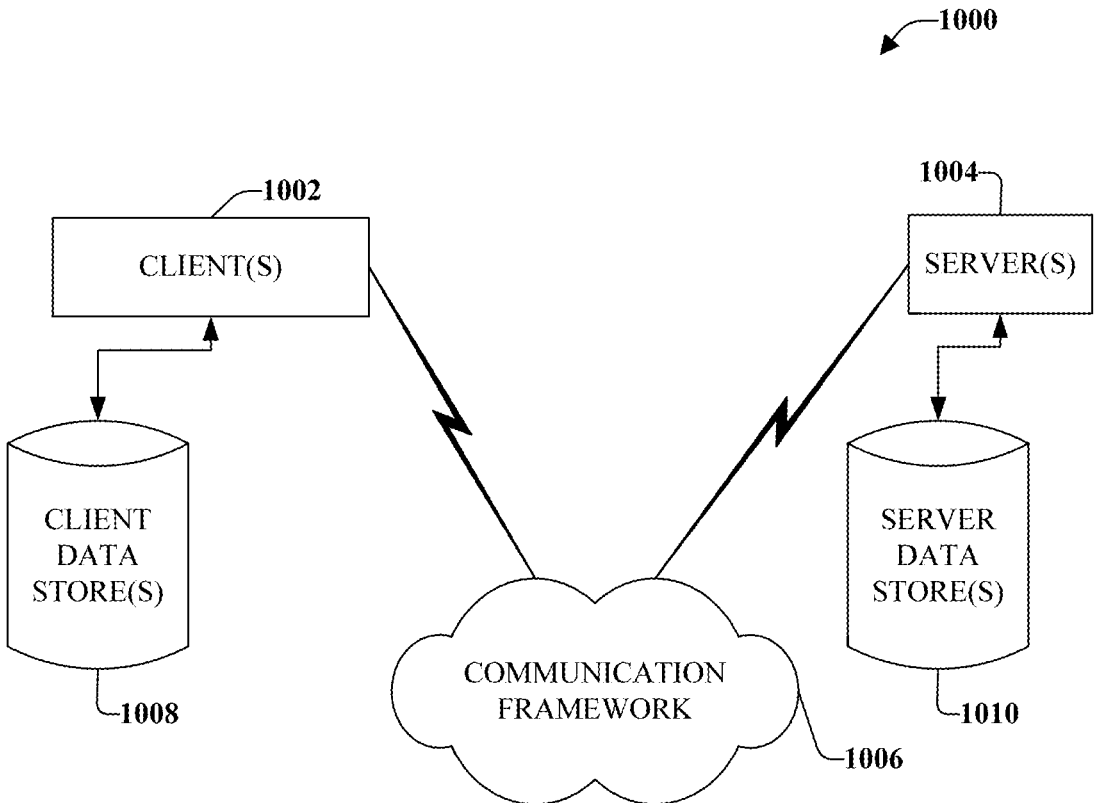 1000
1002
1004
CLIENT(S)
SERVER(S)
CLIENT
DATA
STORE(S)
SERVER
DATA
STORE(S)
COMMUNICATION
FRAMEWORK
1008
1010
1006